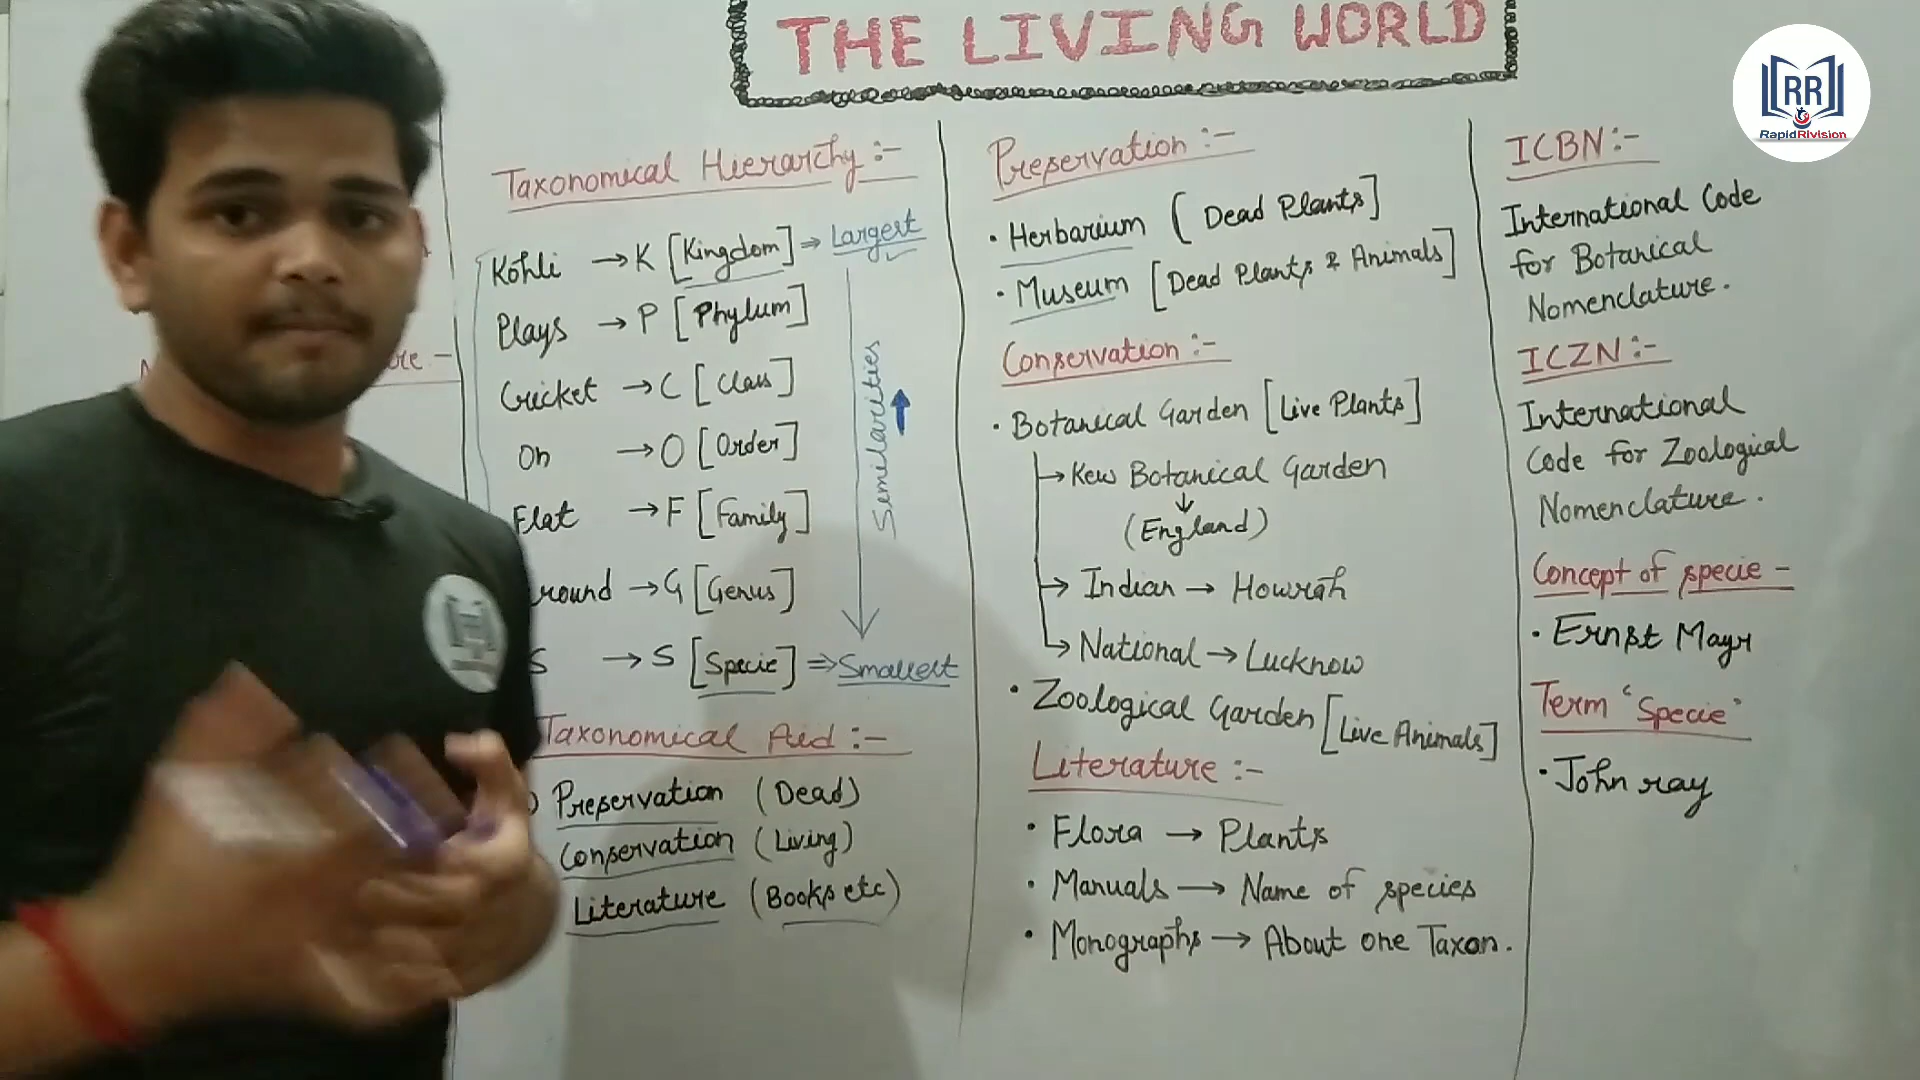 THE LIVING WORLD
RR
RapidRivision
Taxonomical Hierarchy :-
Kohli → K [Kingdom] ⇒ Largest
Plays → P [Phylum]
Cricket → C [Class]
On → O [Order]
Flat → F [Family]
round → G [Genus]
S → S [Specie] ⇒ Smallest
Similarities
Taxonomical Aid :-
) Preservation (Dead)
Conservation (Living)
Literature (Books etc)
Preservation :-
• Herbarium [Dead Plants]
• Museum [Dead Plants & Animals]
Conservation :-
• Botanical Garden [Live Plants]
→ Kew Botanical Garden
↓
(England)
→ Indian → Howrah
→ National → Lucknow
• Zoological Garden [Live Animals]
Literature :-
• Flora → Plants
• Manuals → Name of species
• Monographs → About one Taxon.
ICBN :-
International Code
for Botanical
Nomenclature.
ICZN :-
International
Code for Zoological
Nomenclature.
Concept of specie -
• Ernst Mayr
Term "Specie"
• John ray